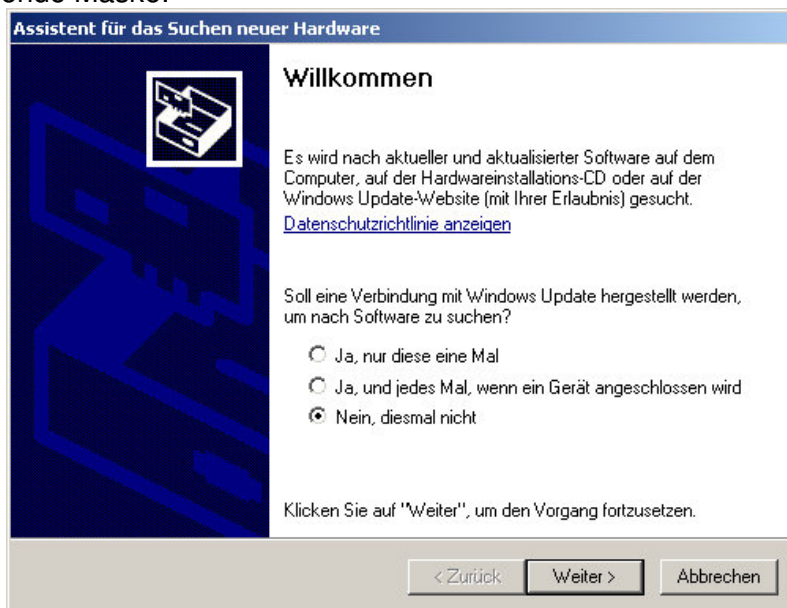 Assistent für das Suchen neuer Hardware
Willkommen
Es wird nach aktueller und aktualisierter Software auf dem
Computer, auf der Hardwareinstallations-CD oder auf der
Windows Update-Website (mit Ihrer Erlaubnis) gesucht.
Datenschutzrichtlinie anzeigen
Soll eine Verbindung mit Windows Update hergestellt werden,
um nach Software zu suchen?
Ja, nur diese eine Mal
Ja, und jedes Mal, wenn ein Gerät angeschlossen wird
Nein, diesmal nicht
Klicken Sie auf "Weiter", um den Vorgang fortzusetzen.
< Zurück Weiter > Abbrechen